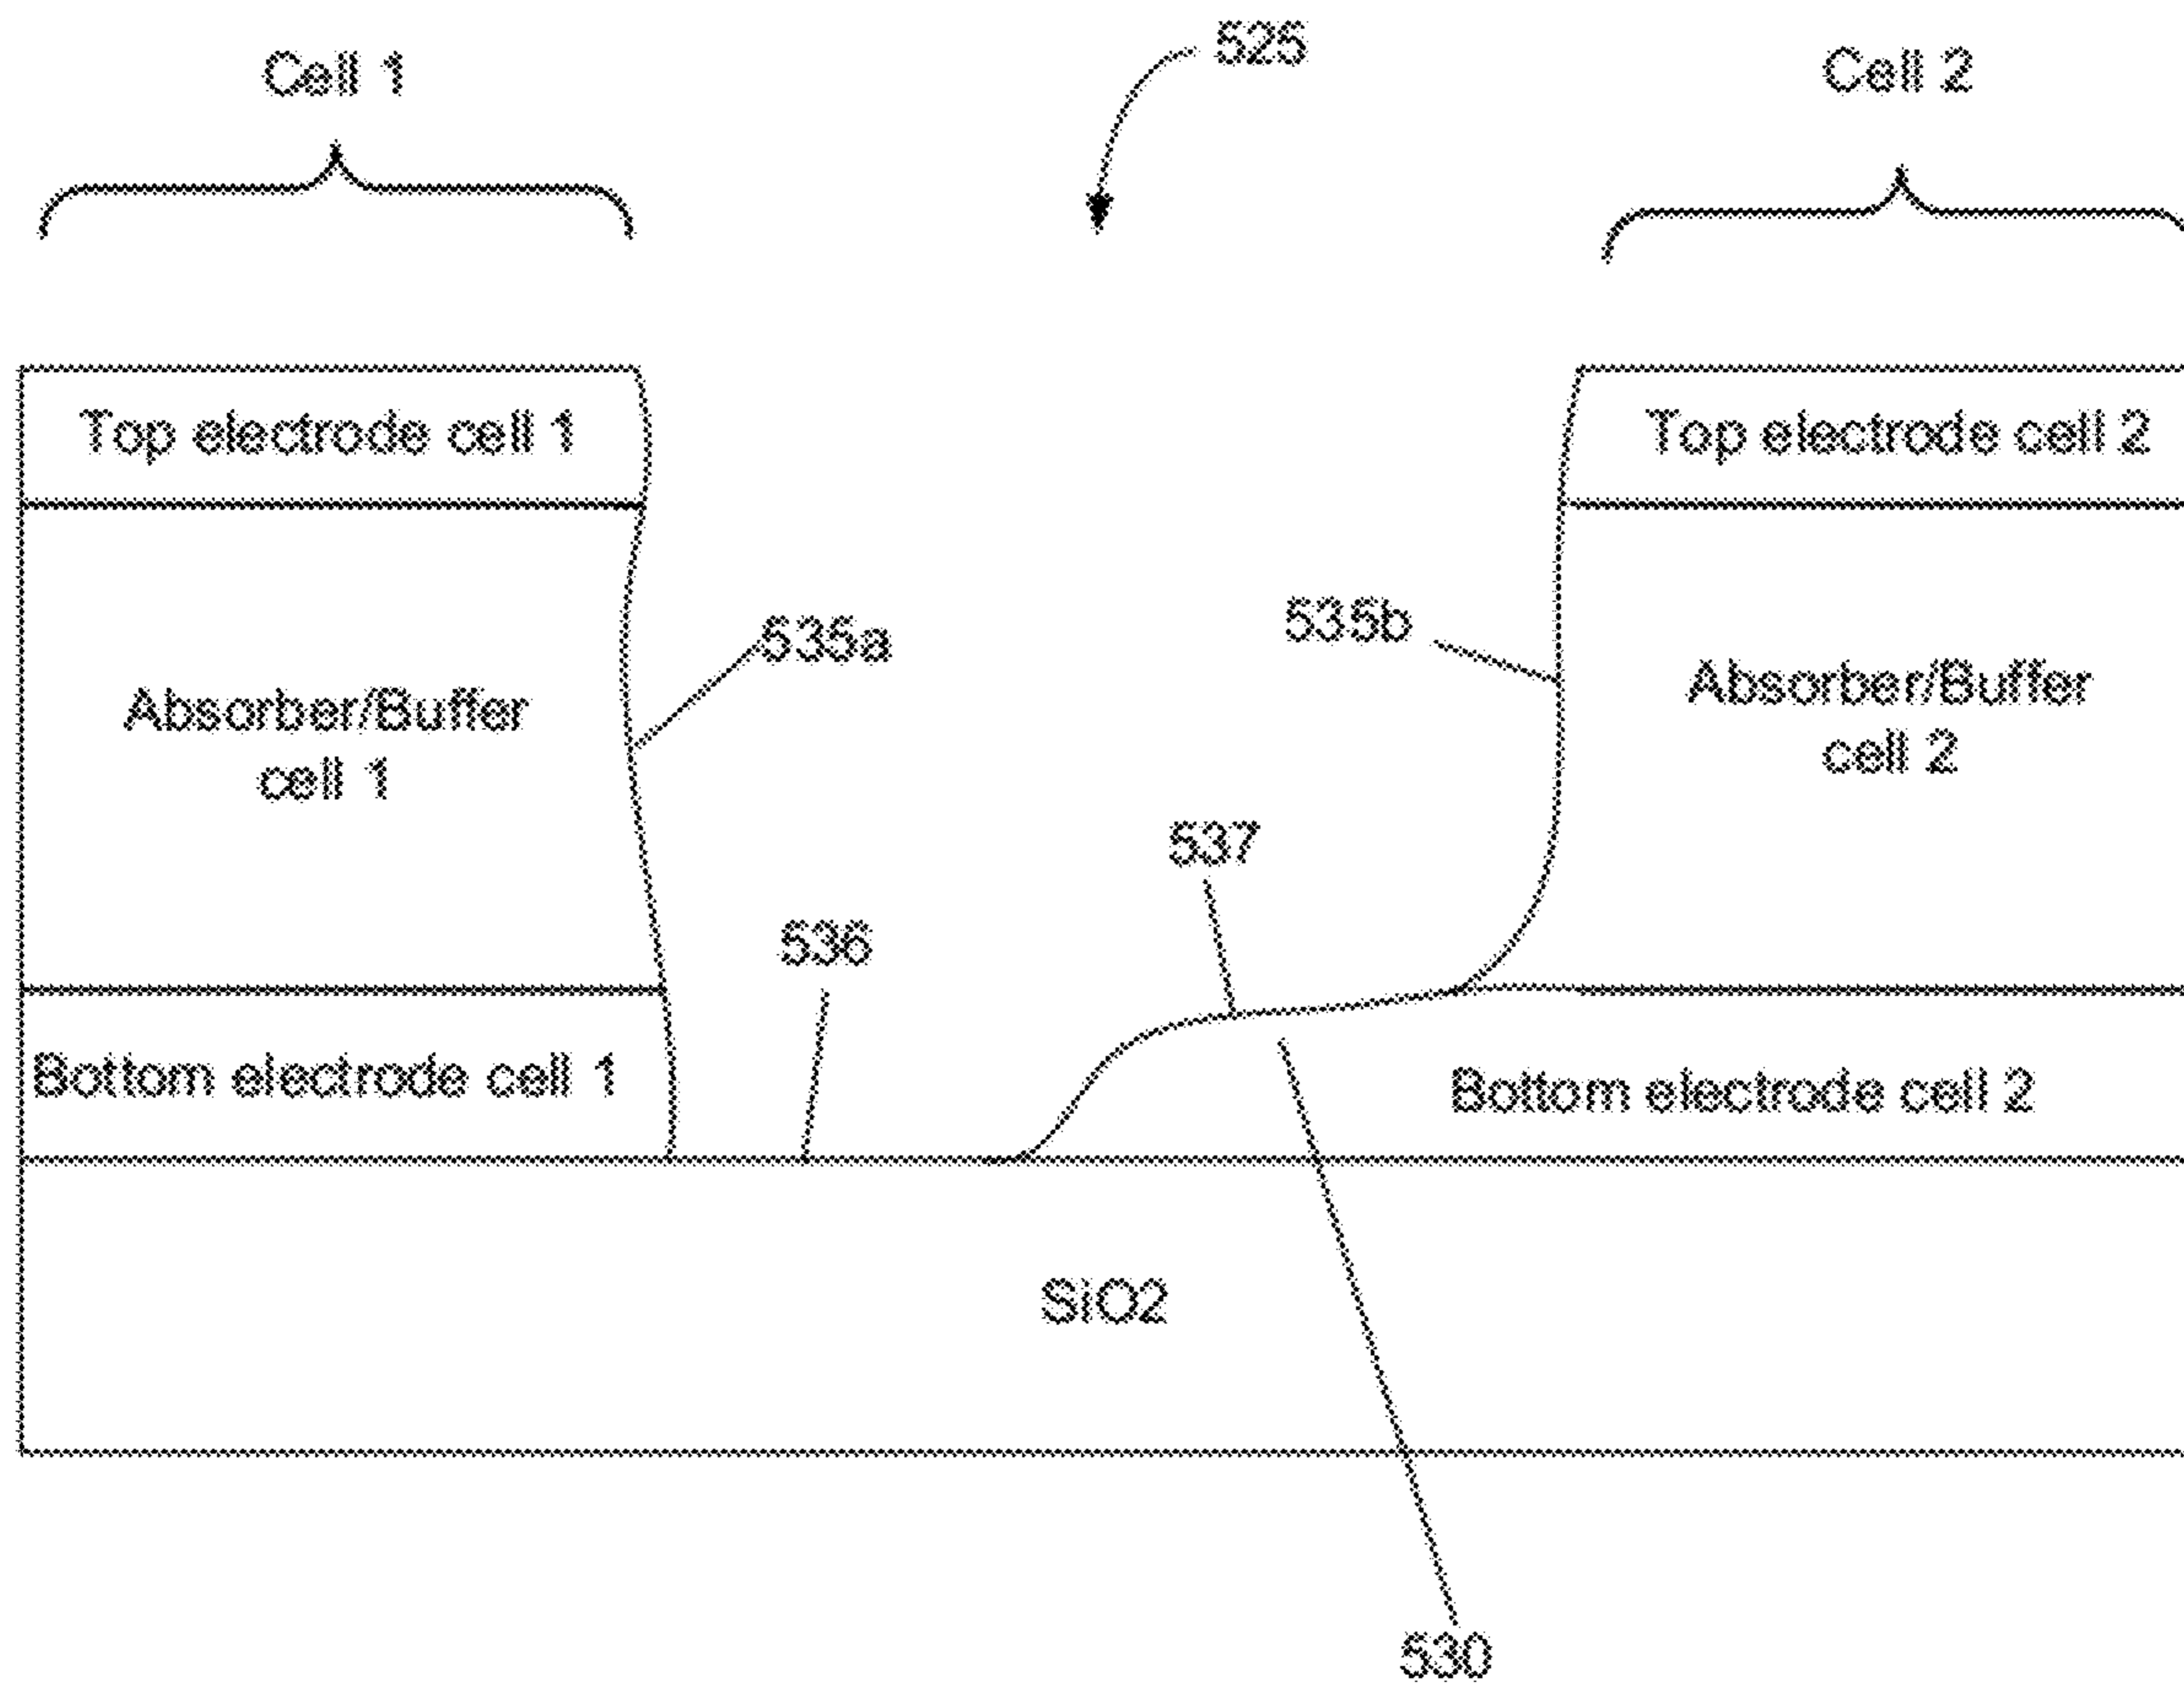 Cell 1
525
Cell 2
Top electrode cell 1
Top electrode cell 2
535a
535b
Absorber/Buffer
cell 1
Absorber/Buffer
cell 2
537
536
Bottom electrode cell 1
Bottom electrode cell 2
SiO2
530